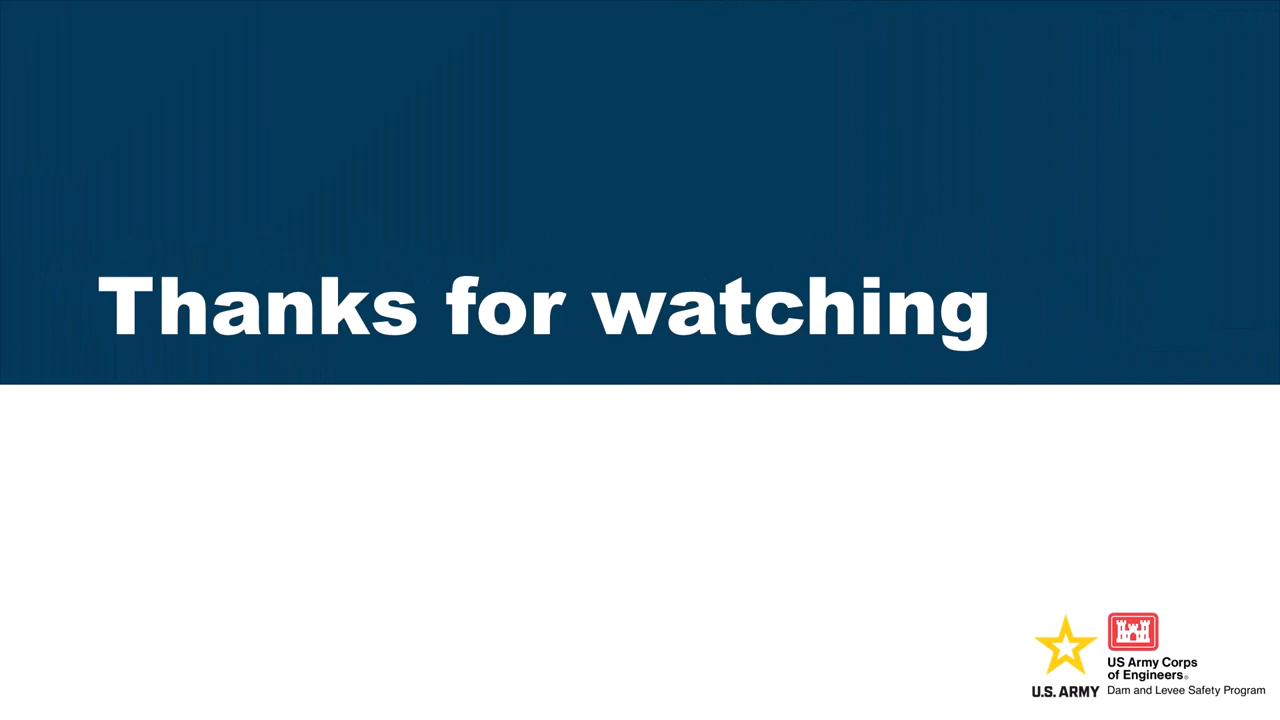 Thanks for watching
U.S. ARMY
US Army Corps
of Engineers®
Dam and Levee Safety Program